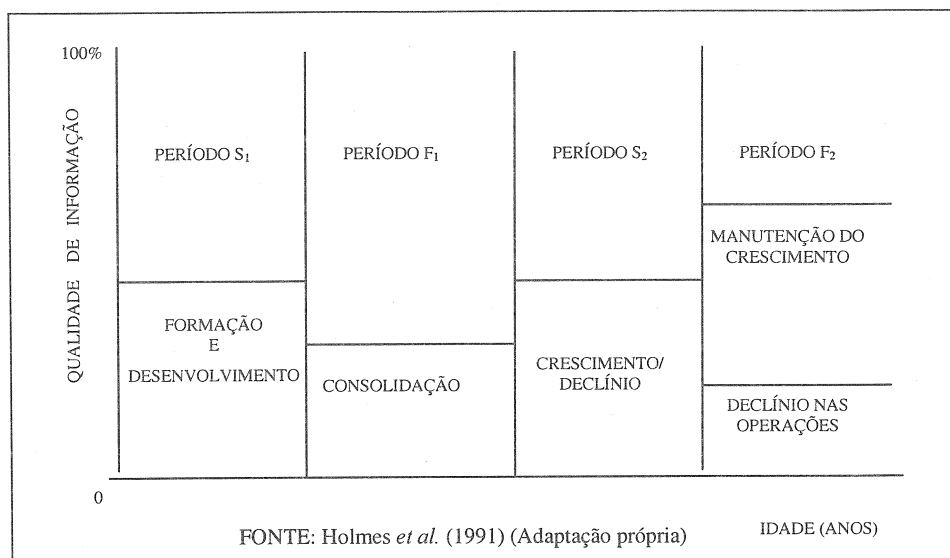 100%
QUALIDADE DE INFORMAÇÃO
PERÍODO S1
PERÍODO F1
PERÍODO S2
PERÍODO F2
FORMAÇÃO
E
DESENVOLVIMENTO
CONSOLIDAÇÃO
CRESCIMENTO/
DECLÍNIO
MANUTENÇÃO DO
CRESCIMENTO
DECLÍNIO NAS
OPERAÇÕES
0
IDADE (ANOS)
FONTE: Holmes et al. (1991) (Adaptação própria)